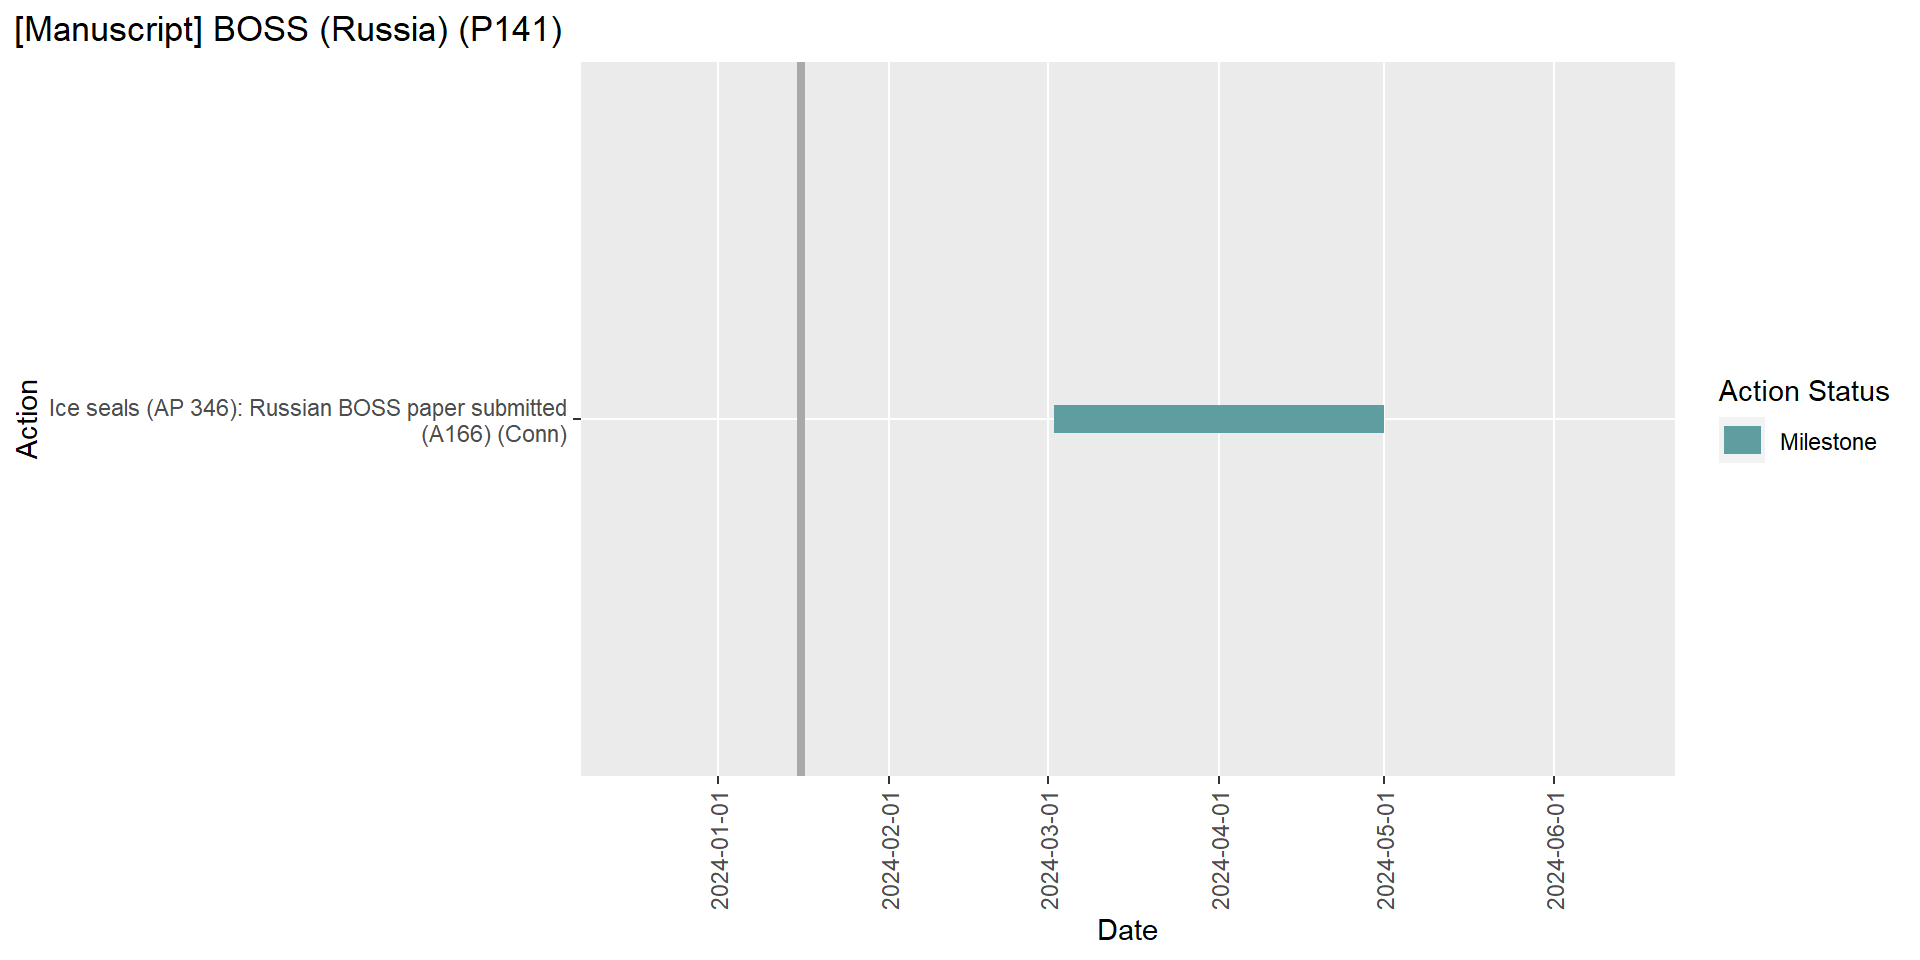 [Manuscript] BOSS (Russia) (P141)
Action
Ice seals (AP 346): Russian BOSS paper submitted
(A166) (Conn)
Action Status
Milestone
2024-01-01
2024-02-01
2024-03-01
2024-04-01
2024-05-01
2024-06-01
Date